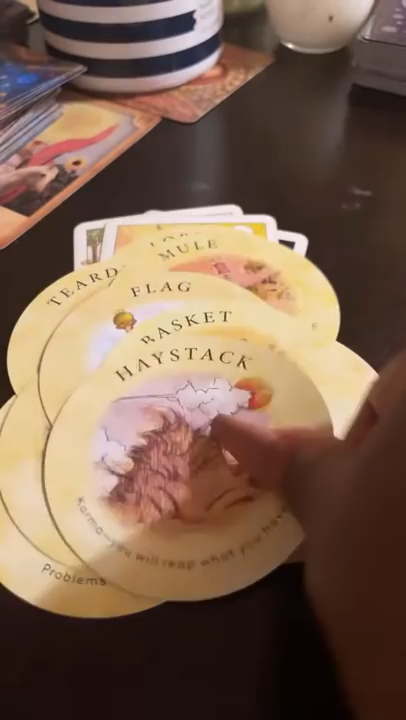 MULE
TEARD
FLAG
BASKET
HAYSTACK
Karma—you will reap what you have
Problems